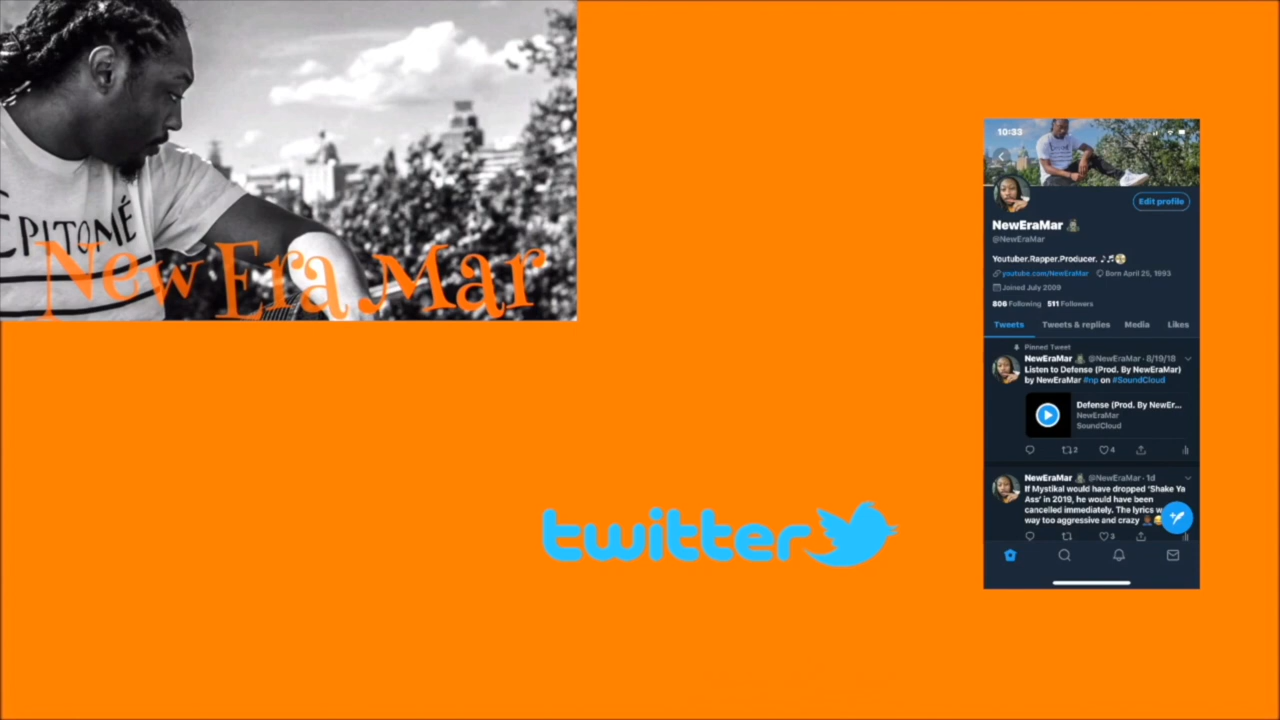 EPITOMÉ
New Era Mar
twitter
10:33
Edit profile
NewEraMar
@NewEraMar
Youtuber.Rapper.Producer.
youtube.com/NewEraMar Born April 25, 1993
Joined July 2009
806 Following 511 Followers
Tweets Tweets & replies Media Likes
Pinned Tweet
NewEraMar @NewEraMar · 8/19/18
Listen to Defense (Prod. By NewEraMar)
by NewEraMar #np on #SoundCloud
Defense (Prod. By NewEr...
NewEraMar
SoundCloud
2 4
NewEraMar @NewEraMar · 1d
If Mystikal would have dropped 'Shake Ya
Ass' in 2019, he would have been
cancelled immediately. The lyrics
way too aggressive and crazy
3